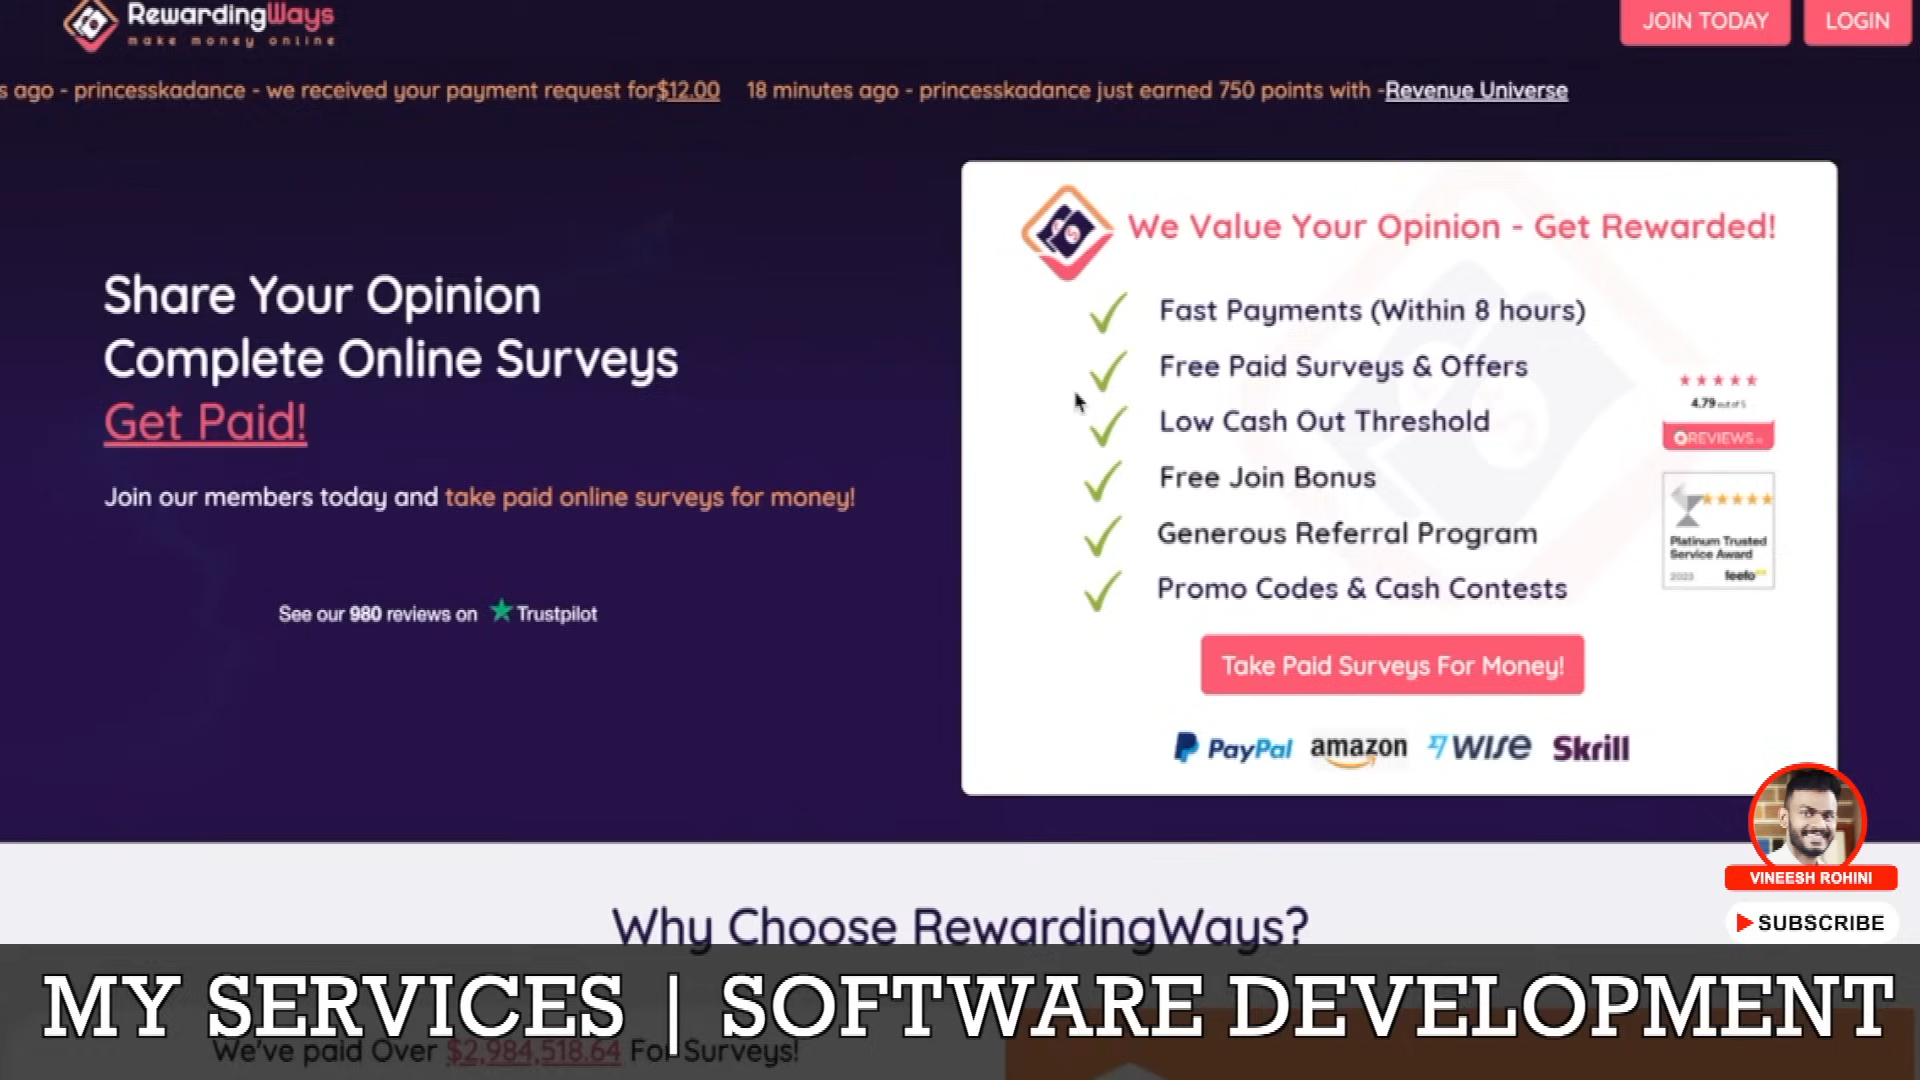 RewardingWays
make money online
JOIN TODAY
LOGIN
s ago - princesskadance - we received your payment request for$12.00
18 minutes ago - princesskadance just earned 750 points with -Revenue Universe
Share Your Opinion
Complete Online Surveys
Get Paid!
Join our members today and take paid online surveys for money!
See our 980 reviews on Trustpilot
We Value Your Opinion - Get Rewarded!
Fast Payments (Within 8 hours)
Free Paid Surveys & Offers
Low Cash Out Threshold
Free Join Bonus
Generous Referral Program
Promo Codes & Cash Contests
4.79 out of 5
REVIEWS.io
Platinum Trusted
Service Award
2023 feefo
Take Paid Surveys For Money!
PayPal
amazon
WISE
Skrill
VINEESH ROHINI
SUBSCRIBE
Why Choose RewardingWays?
MY SERVICES | SOFTWARE DEVELOPMENT
We've paid Over $2,984,518.64 For Surveys!